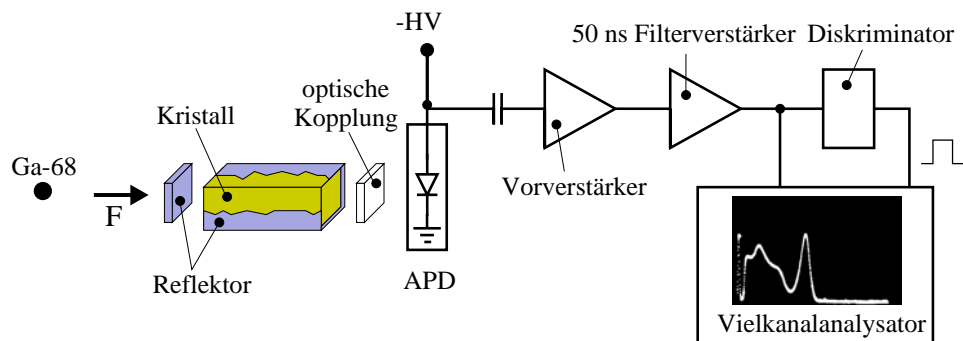 -HV
50 ns Filterverstärker
Diskriminator
optische
Kopplung
Kristall
Ga-68
F
Vorverstärker
Reflektor
APD
Vielkanalanalysator